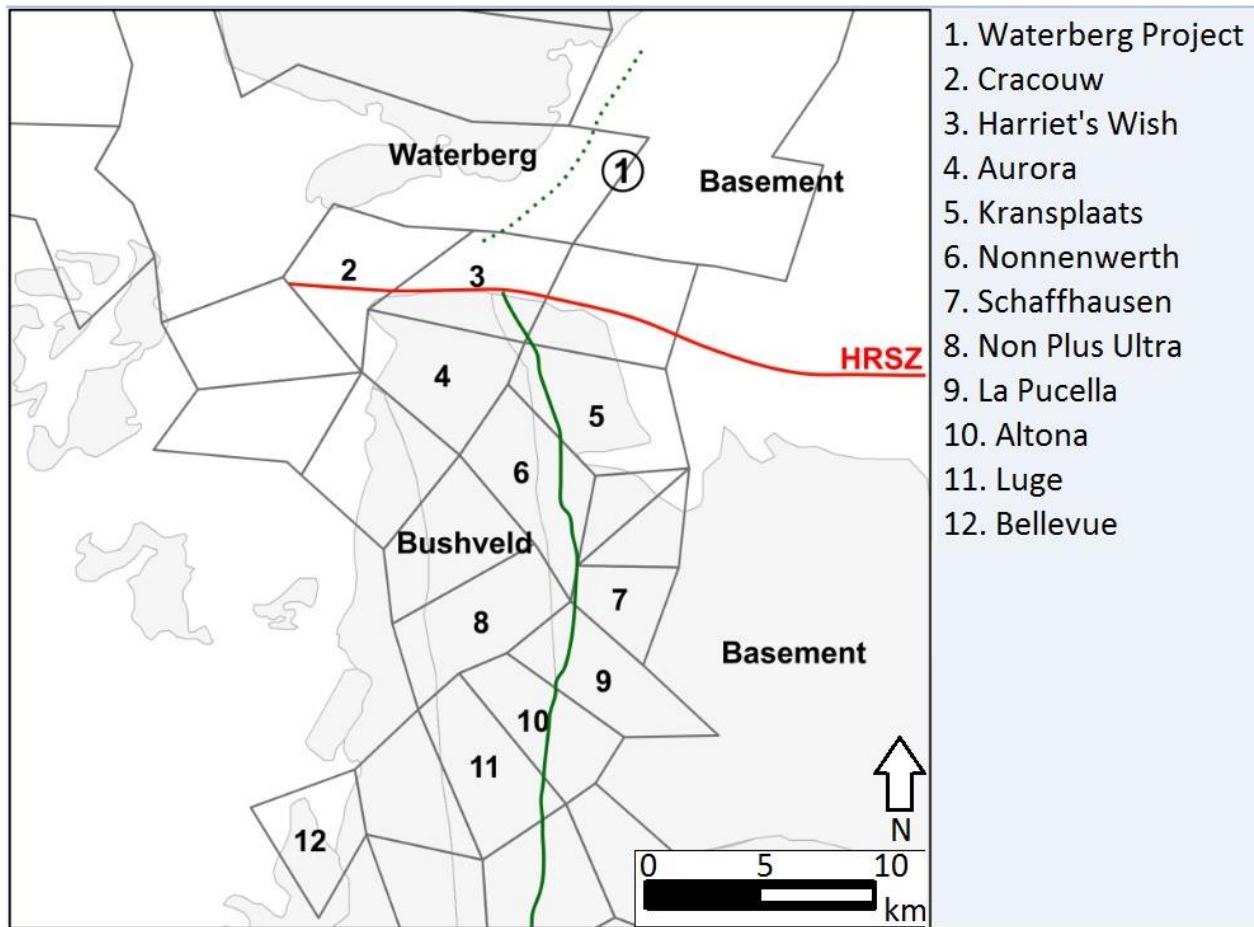 Waterberg
1
Basement
2
3
HRSZ
4
5
6
Bushveld
7
8
Basement
9
10
11
12
N
0 5 10
km
1. Waterberg Project
2. Cracouw
3. Harriet's Wish
4. Aurora
5. Kransplaats
6. Nonnenwerth
7. Schaffhausen
8. Non Plus Ultra
9. La Pucella
10. Altona
11. Luge
12. Bellevue